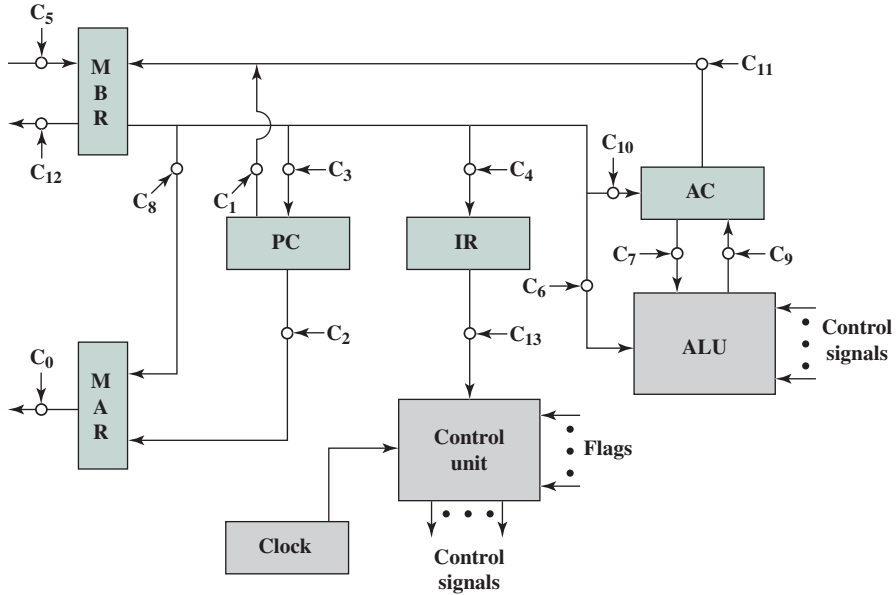 C5
M
B
R
C11
C12
C8
C1
C3
C4
C10
AC
PC
IR
C7
C9
C6
C2
C13
ALU
Control
signals
C0
M
A
R
Control
unit
Flags
Clock
Control
signals